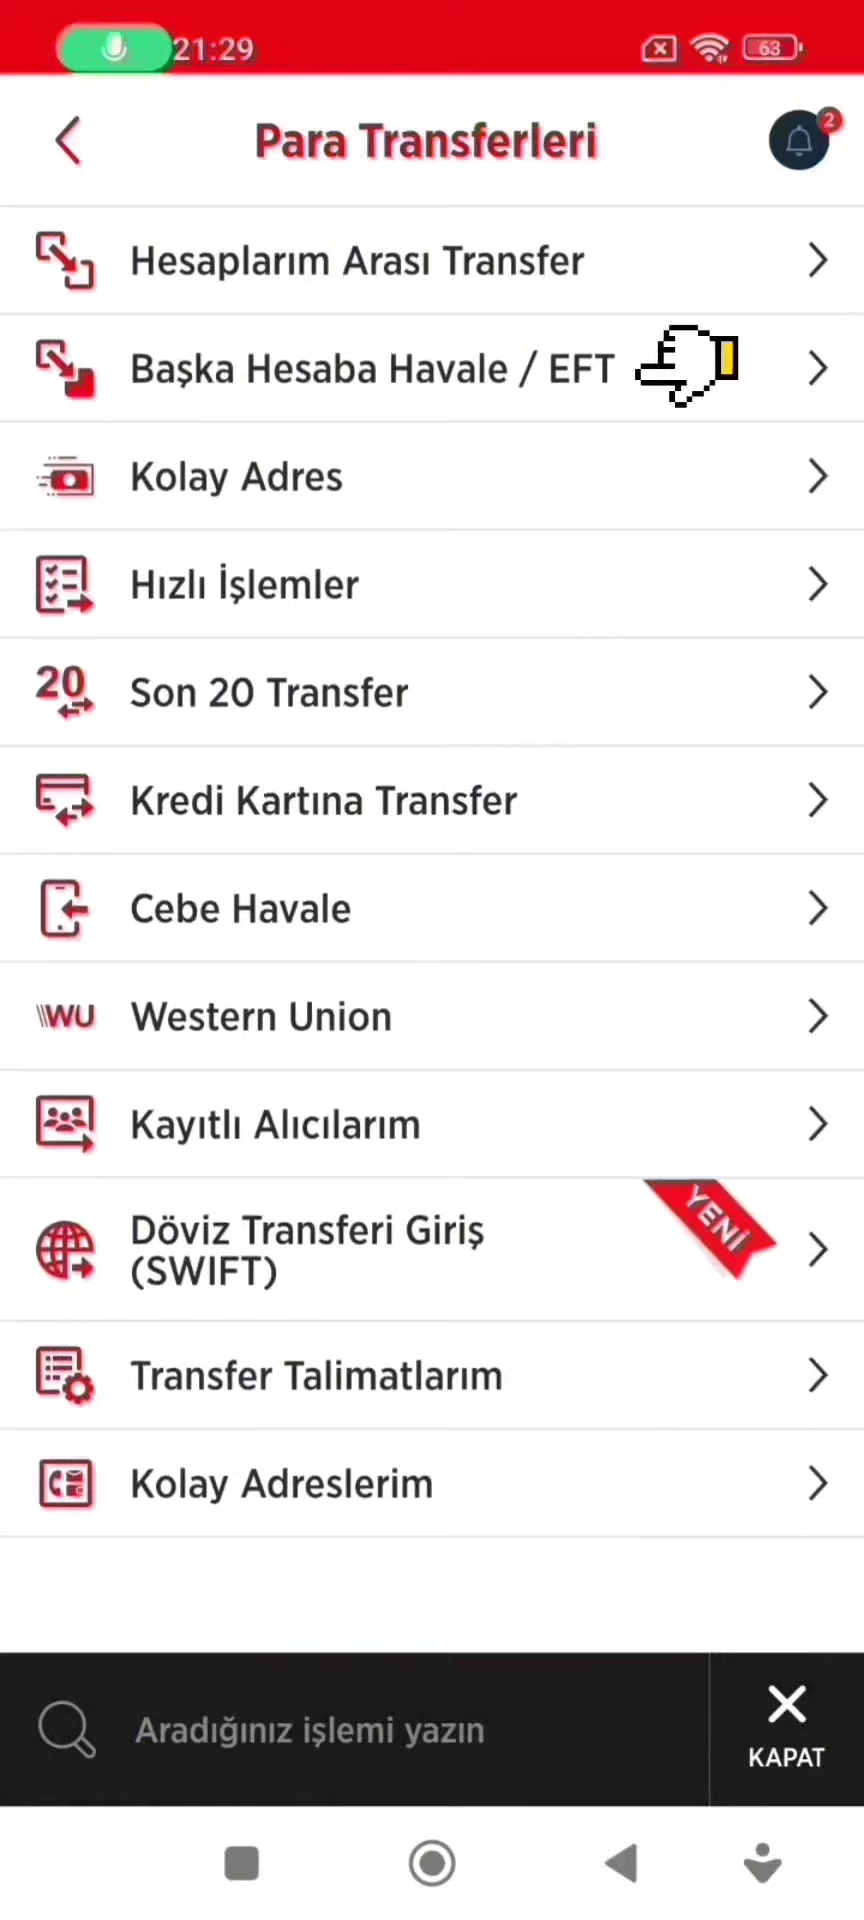 21:29
63
Para Transferleri
2
Hesaplarım Arası Transfer
Başka Hesaba Havale / EFT
Kolay Adres
Hızlı İşlemler
20
Son 20 Transfer
Kredi Kartına Transfer
Cebe Havale
WU
Western Union
Kayıtlı Alıcılarım
Döviz Transferi Giriş
(SWIFT)
YENİ
Transfer Talimatlarım
Kolay Adreslerim
Aradığınız işlemi yazın
KAPAT